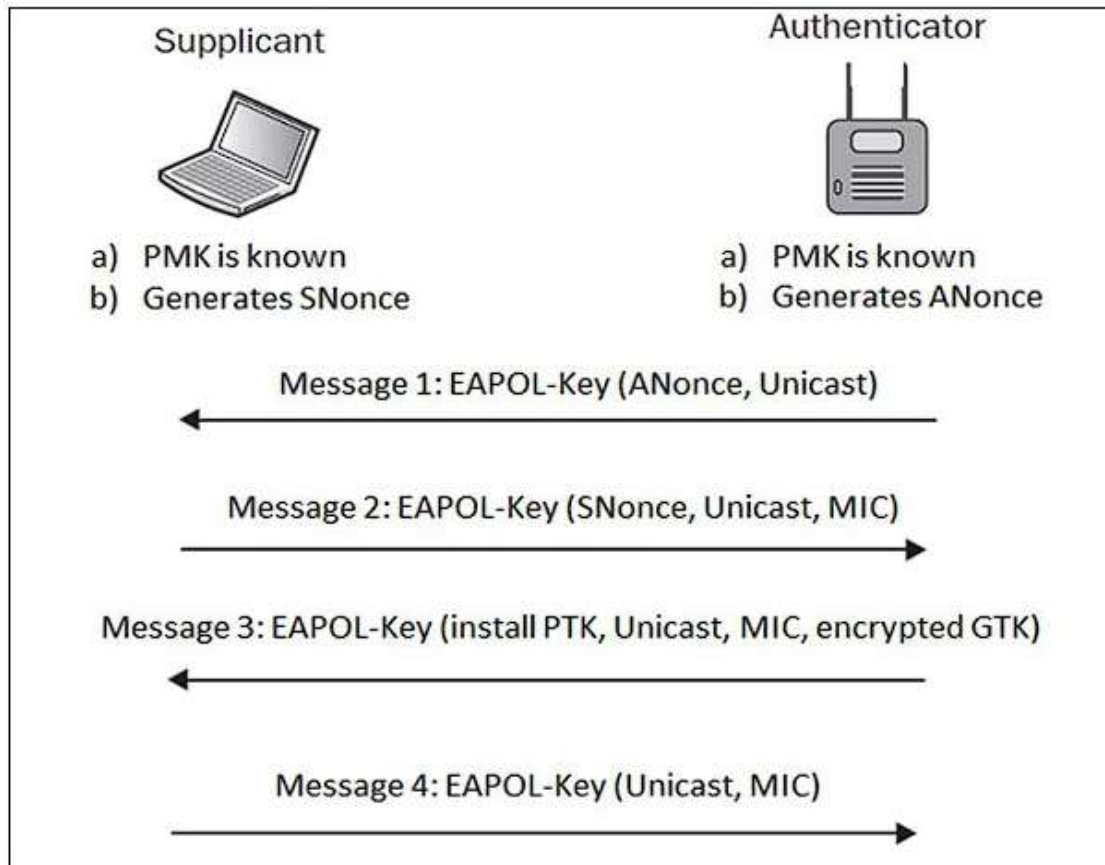 Supplicant
Authenticator
a) PMK is known
b) Generates SNonce
a) PMK is known
b) Generates ANonce
Message 1: EAPOL-Key (ANonce, Unicast)
Message 2: EAPOL-Key (SNonce, Unicast, MIC)
Message 3: EAPOL-Key (install PTK, Unicast, MIC, encrypted GTK)
Message 4: EAPOL-Key (Unicast, MIC)